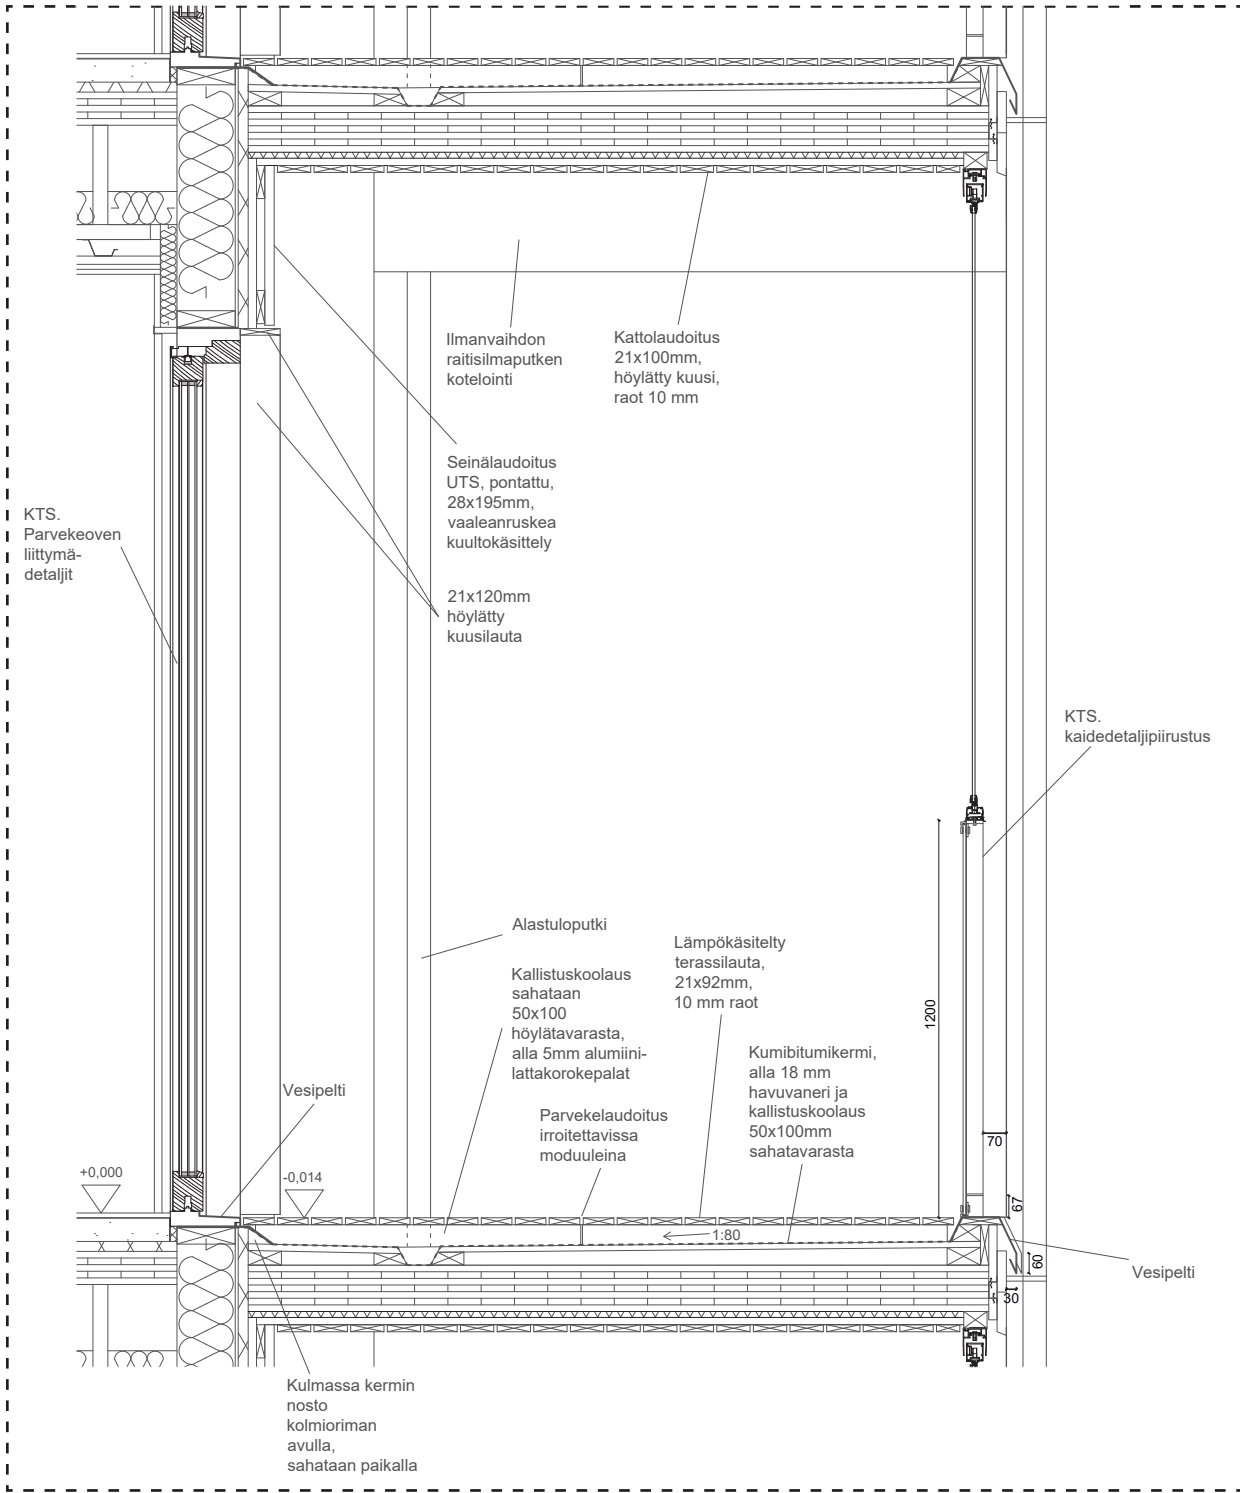 Ilmanvaihdon
raitisilmaputken
kotelointi
Kattolaudoitus
21x100mm,
höylätty kuusi,
raot 10 mm
Seinälaudoitus
UTS, pontattu,
28x195mm,
vaaleanruskea
kuultokäsittely
KTS.
Parvekeoven
liittymä-
detaljit
21x120mm
höylätty
kuusilauta
KTS.
kaidedetaljipiirustus
Alastuloputki
Kallistuskoolaus
sahataan
50x100
höylätavarasta,
alla 5mm alumiini-
lattakorokepalat
Lämpökäsitelty
terassilauta,
21x92mm,
10 mm raot
1200
Kumibitumikermi,
alla 18 mm
havuvaneri ja
kallistuskoolaus
50x100mm
sahatavarasta
Vesipelti
Parvekelaudoitus
irroitettavissa
moduuleina
70
+0,000
-0,014
67
1:80
60
30
Vesipelti
Kulmassa kermin
nosto
kolmioriman
avulla,
sahataan paikalla